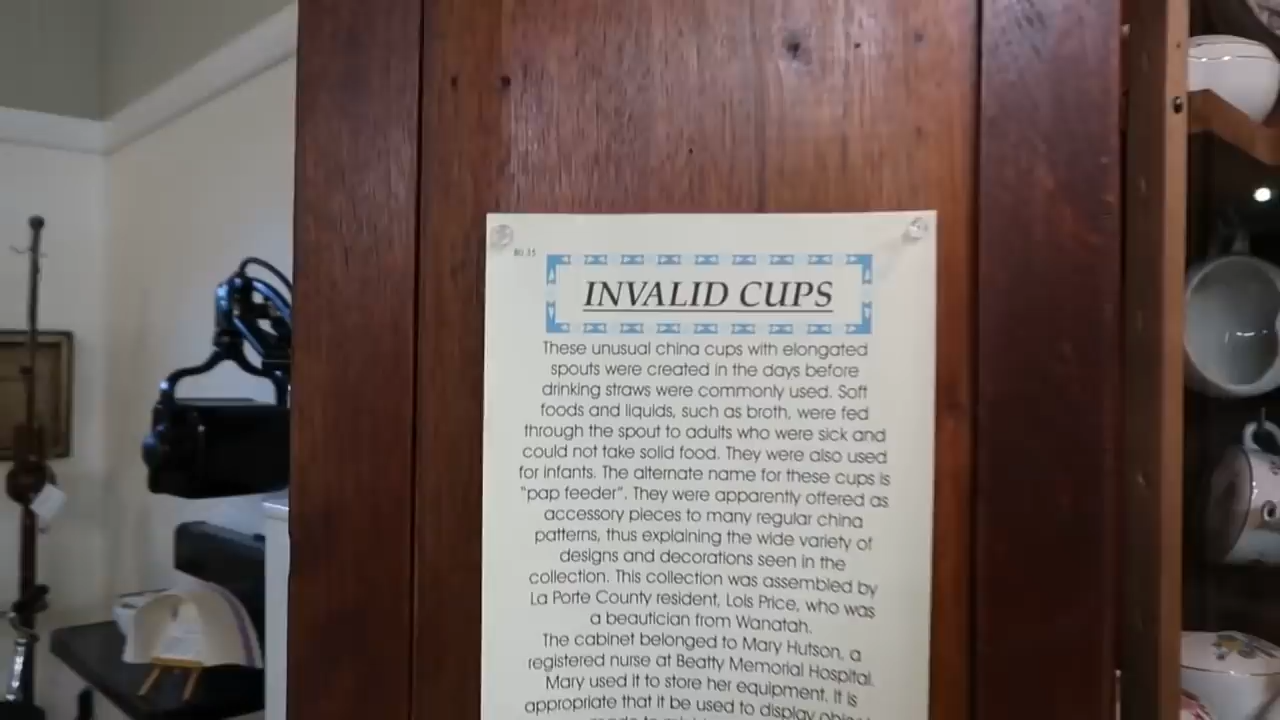 80.35
INVALID CUPS
These unusual china cups with elongated
spouts were created in the days before
drinking straws were commonly used. Soft
foods and liquids, such as broth, were fed
through the spout to adults who were sick and
could not take solid food. They were also used
for infants. The alternate name for these cups is
"pap feeder". They were apparently offered as
accessory pieces to many regular china
patterns, thus explaining the wide variety of
designs and decorations seen in the
collection. This collection was assembled by
La Porte County resident, Lois Price, who was
a beautician from Wanatah.
The cabinet belonged to Mary Hutson, a
registered nurse at Beatty Memorial Hospital.
Mary used it to store her equipment. It is
appropriate that it be used to display